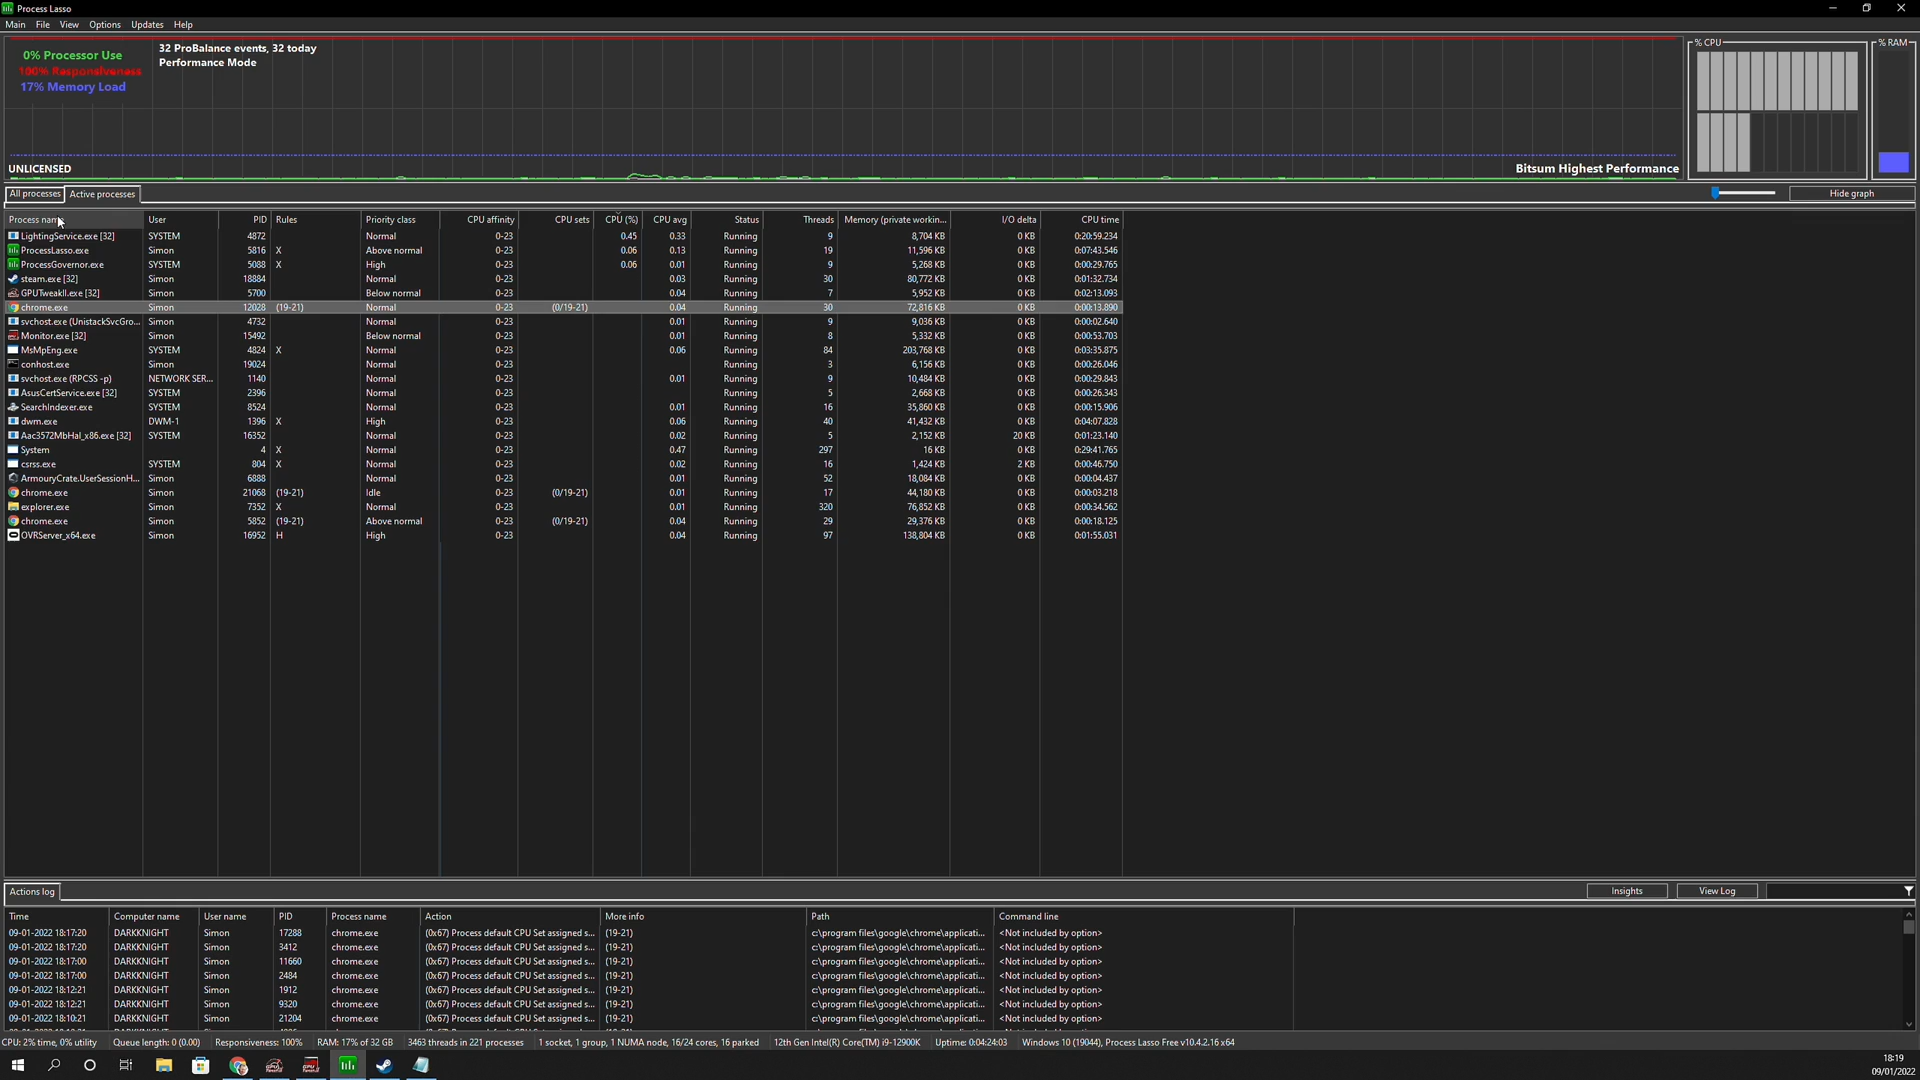 Process Lasso
Main File View Options Updates Help
0% Processor Use
100% Responsiveness
17% Memory Load
32 ProBalance events, 32 today
Performance Mode
UNLICENSED
Bitsum Highest Performance
% CPU
% RAM
All processes Active processes
Hide graph
Process name User PID Rules Priority class CPU affinity CPU sets CPU (%) CPU avg Status Threads Memory (private workin... I/O delta CPU time
LightingService.exe [32] SYSTEM 4872 Normal 0-23 0.45 0.33 Running 9 8,704 KB 0 KB 0:20:59.234
ProcessLasso.exe Simon 5816 X Above normal 0-23 0.06 0.13 Running 19 11,596 KB 0 KB 0:07:43.546
ProcessGovernor.exe SYSTEM 5088 X High 0-23 0.06 0.01 Running 9 5,268 KB 0 KB 0:00:29.765
steam.exe [32] Simon 18884 Normal 0-23 0.03 Running 30 80,772 KB 0 KB 0:01:32.734
GPUTweakII.exe [32] Simon 5700 Below normal 0-23 0.04 Running 7 5,952 KB 0 KB 0:02:13.093
chrome.exe Simon 12028 (19-21) Normal 0-23 (0/19-21) 0.04 Running 30 72,816 KB 0 KB 0:00:13.890
svchost.exe (UnistackSvcGro... Simon 4732 Normal 0-23 0.01 Running 9 9,036 KB 0 KB 0:00:02.640
Monitor.exe [32] Simon 15492 Below normal 0-23 0.01 Running 8 5,332 KB 0 KB 0:00:53.703
MsMpEng.exe SYSTEM 4824 X Normal 0-23 0.06 Running 84 203,768 KB 0 KB 0:03:35.875
conhost.exe Simon 19024 Normal 0-23 Running 3 6,156 KB 0 KB 0:00:26.046
svchost.exe (RPCSS -p) NETWORK SER... 1140 Normal 0-23 0.01 Running 9 10,484 KB 0 KB 0:00:29.843
AsusCertService.exe [32] SYSTEM 2396 Normal 0-23 Running 5 2,668 KB 0 KB 0:00:26.343
SearchIndexer.exe SYSTEM 8524 Normal 0-23 0.01 Running 16 35,860 KB 0 KB 0:00:15.906
dwm.exe DWM-1 1396 X High 0-23 0.06 Running 40 41,432 KB 0 KB 0:04:07.828
Aac3572MbHal_x86.exe [32] SYSTEM 16352 Normal 0-23 0.02 Running 5 2,152 KB 20 KB 0:01:23.140
System 4 X Normal 0-23 0.47 Running 297 16 KB 0 KB 0:29:41.765
csrss.exe SYSTEM 804 X Normal 0-23 0.02 Running 16 1,424 KB 2 KB 0:00:46.750
ArmouryCrate.UserSessionH... Simon 6888 Normal 0-23 0.01 Running 52 18,084 KB 0 KB 0:00:04.437
chrome.exe Simon 21068 (19-21) Idle 0-23 (0/19-21) 0.01 Running 17 44,180 KB 0 KB 0:00:03.218
explorer.exe Simon 7352 X Normal 0-23 0.01 Running 320 76,852 KB 0 KB 0:00:34.562
chrome.exe Simon 5852 (19-21) Above normal 0-23 (0/19-21) 0.04 Running 29 29,376 KB 0 KB 0:00:18.125
OVRServer_x64.exe Simon 16952 H High 0-23 0.04 Running 97 138,804 KB 0 KB 0:01:55.031
Actions log
Insights
View Log
Time Computer name User name PID Process name Action More info Path Command line
09-01-2022 18:17:20 DARKKNIGHT Simon 17288 chrome.exe (0x67) Process default CPU Set assigned s... (19-21) c:\program files\google\chrome\applicati... <Not included by option>
09-01-2022 18:17:20 DARKKNIGHT Simon 3412 chrome.exe (0x67) Process default CPU Set assigned s... (19-21) c:\program files\google\chrome\applicati... <Not included by option>
09-01-2022 18:17:00 DARKKNIGHT Simon 11660 chrome.exe (0x67) Process default CPU Set assigned s... (19-21) c:\program files\google\chrome\applicati... <Not included by option>
09-01-2022 18:17:00 DARKKNIGHT Simon 2484 chrome.exe (0x67) Process default CPU Set assigned s... (19-21) c:\program files\google\chrome\applicati... <Not included by option>
09-01-2022 18:12:21 DARKKNIGHT Simon 1912 chrome.exe (0x67) Process default CPU Set assigned s... (19-21) c:\program files\google\chrome\applicati... <Not included by option>
09-01-2022 18:12:21 DARKKNIGHT Simon 9320 chrome.exe (0x67) Process default CPU Set assigned s... (19-21) c:\program files\google\chrome\applicati... <Not included by option>
09-01-2022 18:10:21 DARKKNIGHT Simon 21204 chrome.exe (0x67) Process default CPU Set assigned s... (19-21) c:\program files\google\chrome\applicati... <Not included by option>
CPU: 2% time, 0% utility Queue length: 0 (0.00) Responsiveness: 100% RAM: 17% of 32 GB 3463 threads in 221 processes 1 socket, 1 group, 1 NUMA node, 16/24 cores, 16 parked 12th Gen Intel(R) Core(TM) i9-12900K Uptime: 0:04:24:03 Windows 10 (19044), Process Lasso Free v10.4.2.16 x64
18:19
09/01/2022